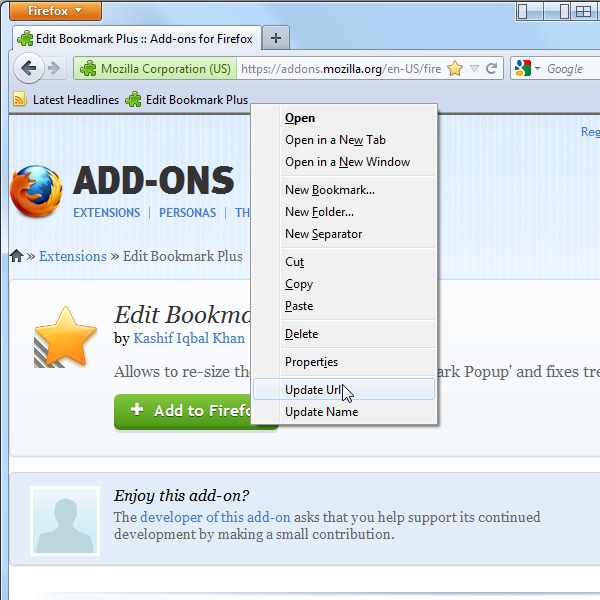 Firefox
Edit Bookmark Plus :: Add-ons for Firefox
Mozilla Corporation (US) https://addons.mozilla.org/en-US/fire
Google
Latest Headlines Edit Bookmark Plus
Open
Open in a New Tab
Open in a New Window
New Bookmark...
New Folder...
New Separator
Cut
Copy
Paste
Delete
Properties
Update Url
Update Name
Reg
ADD-ONS
EXTENSIONS | PERSONAS | TH
» Extensions » Edit Bookmark Plus
Edit Bookma
by Kashif Iqbal Khan
Allows to re-size the ark Popup' and fixes tre
+ Add to Firefo
Enjoy this add-on?
The developer of this add-on asks that you help support its continued
development by making a small contribution.